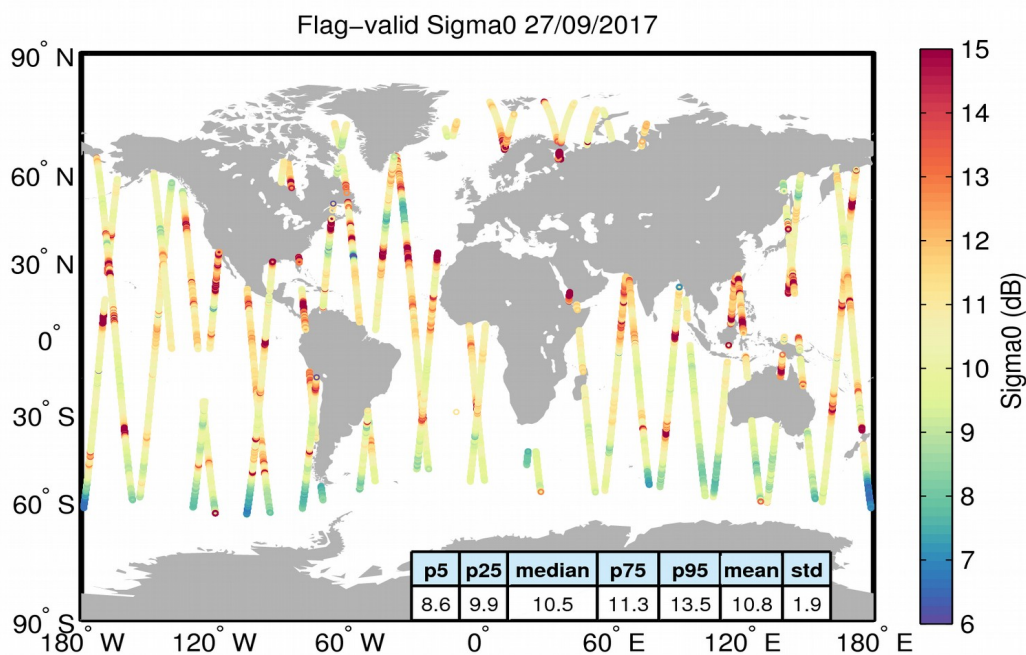 Flag−valid Sigma0 27/09/2017
90° N
60° N
30° N
0°
30° S
60° S
90° S
180° W
120° W
60° W
0°
60° E
120° E
180° E
15
14
13
12
11
10
9
8
7
6
Sigma0 (dB)
p5 p25 median p75 p95 mean std
8.6 9.9 10.5 11.3 13.5 10.8 1.9